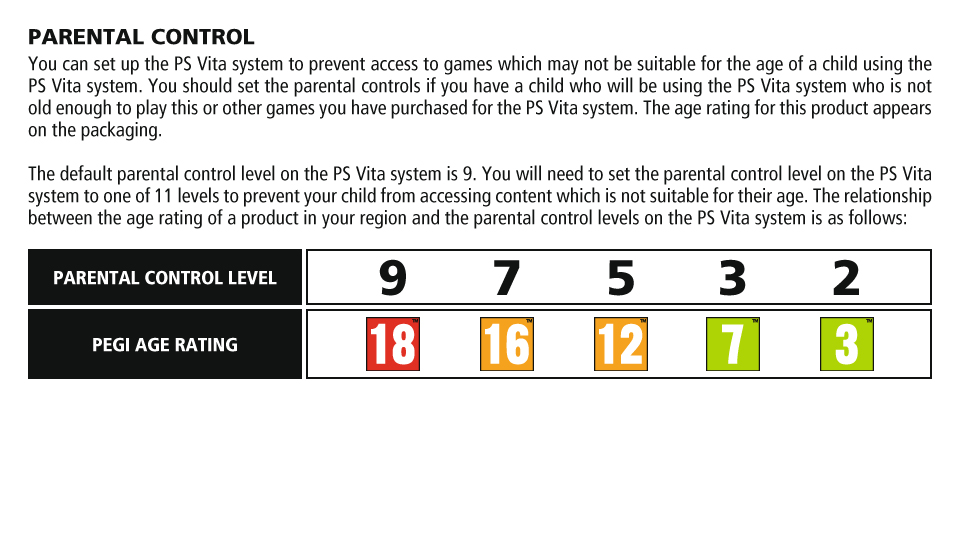 PARENTAL CONTROL
You can set up the PS Vita system to prevent access to games which may not be suitable for the age of a child using the
PS Vita system. You should set the parental controls if you have a child who will be using the PS Vita system who is not
old enough to play this or other games you have purchased for the PS Vita system. The age rating for this product appears
on the packaging.
The default parental control level on the PS Vita system is 9. You will need to set the parental control level on the PS Vita
system to one of 11 levels to prevent your child from accessing content which is not suitable for their age. The relationship
between the age rating of a product in your region and the parental control levels on the PS Vita system is as follows:
PARENTAL CONTROL LEVEL 9 7 5 3 2
PEGI AGE RATING 18™ 16™ 12™ 7™ 3™